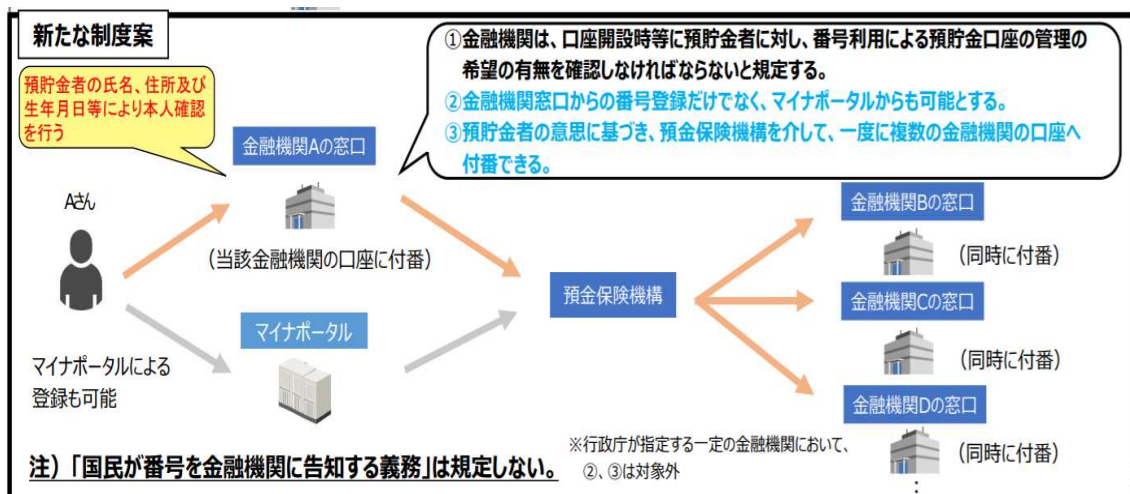 新たな制度案
①金融機関は、口座開設時等に預貯金者に対し、番号利用による預貯金口座の管理の
希望の有無を確認しなければならないと規定する。
②金融機関窓口からの番号登録だけでなく、マイナポータルからも可能とする。
③預貯金者の意思に基づき、預金保険機構を介して、一度に複数の金融機関の口座へ
付番できる。
預貯金者の氏名、住所及び
生年月日等により本人確認
を行う
金融機関Aの窓口
Aさん
(当該金融機関の口座に付番)
マイナポータル
マイナポータルによる
登録も可能
預金保険機構
金融機関Bの窓口
(同時に付番)
金融機関Cの窓口
(同時に付番)
金融機関Dの窓口
(同時に付番)
⋮
※行政庁が指定する一定の金融機関において、
②、③は対象外
注）「国民が番号を金融機関に告知する義務」は規定しない。